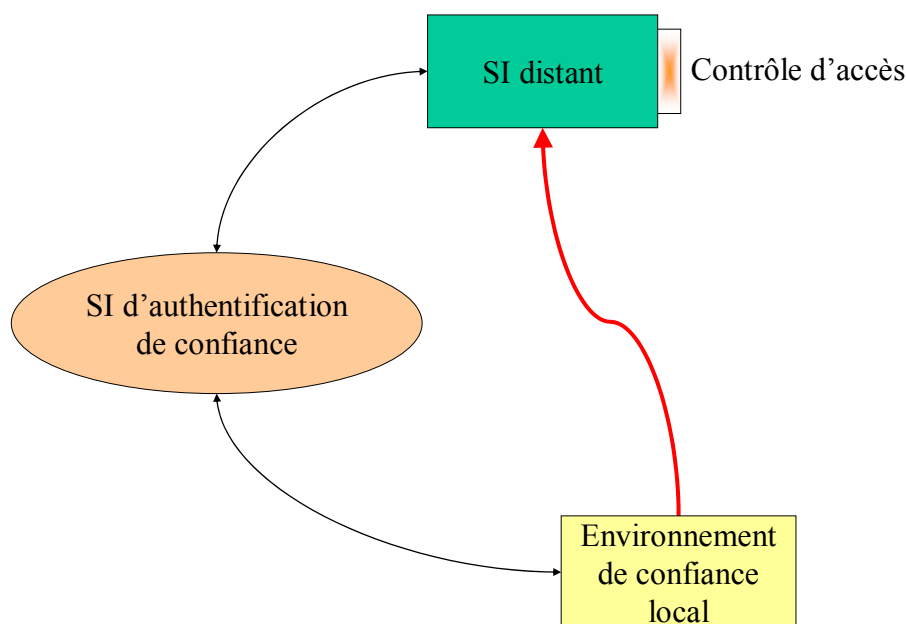 SI distant
Contrôle d’accès
SI d’authentification
de confiance
Environnement
de confiance
local